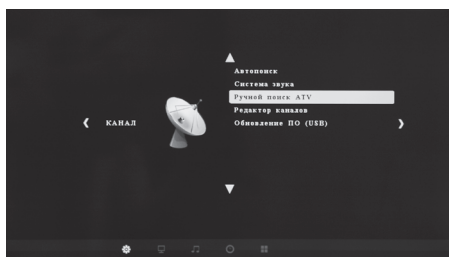 Автопоиск
Система звука
Ручной поиск ATV
Редактор каналов
КАНАЛ
Обновление ПО (USB)